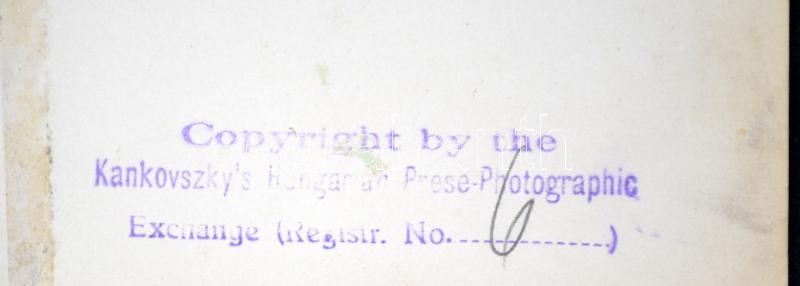 Copyright by the
Kankovszky's Hungarian Prese-Photographic
Exchange (Registr. No. 6)